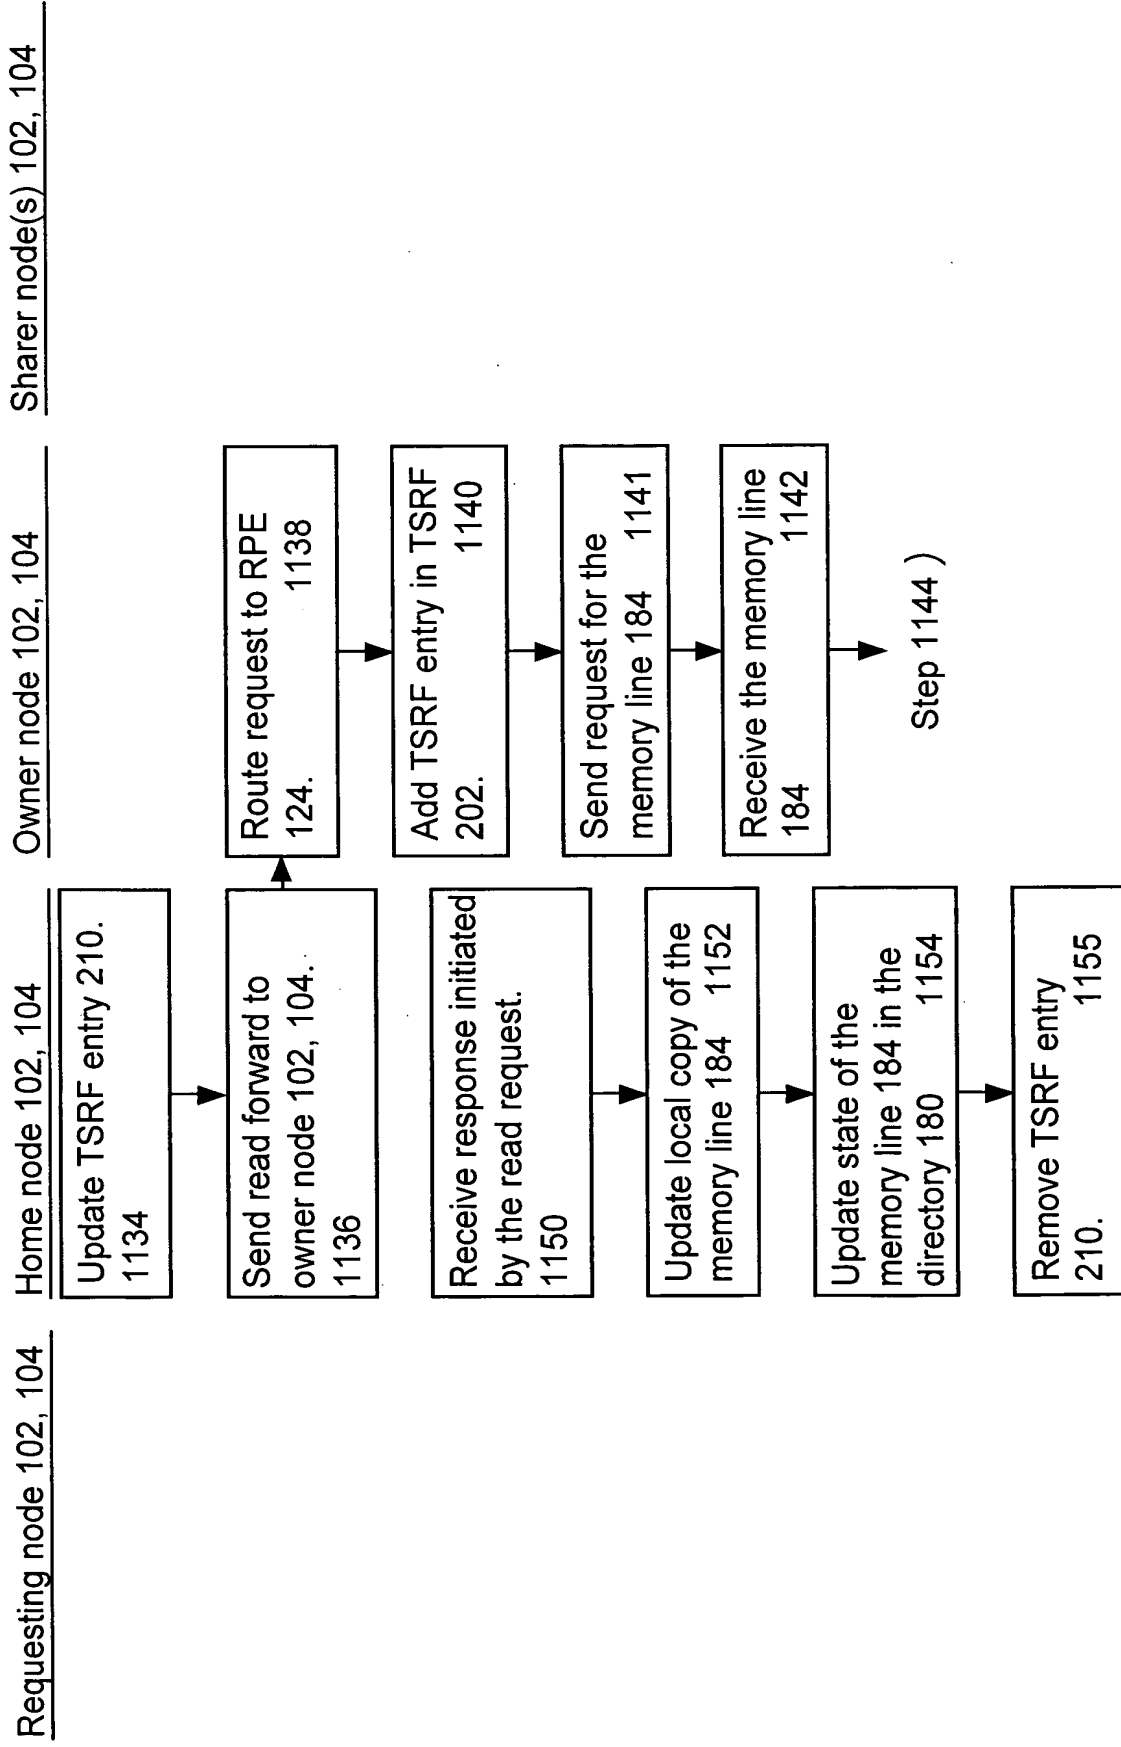 Requesting node 102, 104
Home node 102, 104
Owner node 102, 104
Sharer node(s) 102, 104
Update TSRF entry 210.
1134
Send read forward to
owner node 102, 104.
1136
Receive response initiated
by the read request.
1150
Update local copy of the
memory line 184 1152
Update state of the
memory line 184 in the
directory 180 1154
Remove TSRF entry
210. 1155
Route request to RPE
124. 1138
Add TSRF entry in TSRF
202. 1140
Send request for the
memory line 184 1141
Receive the memory line
184 1142
Step 1144 )